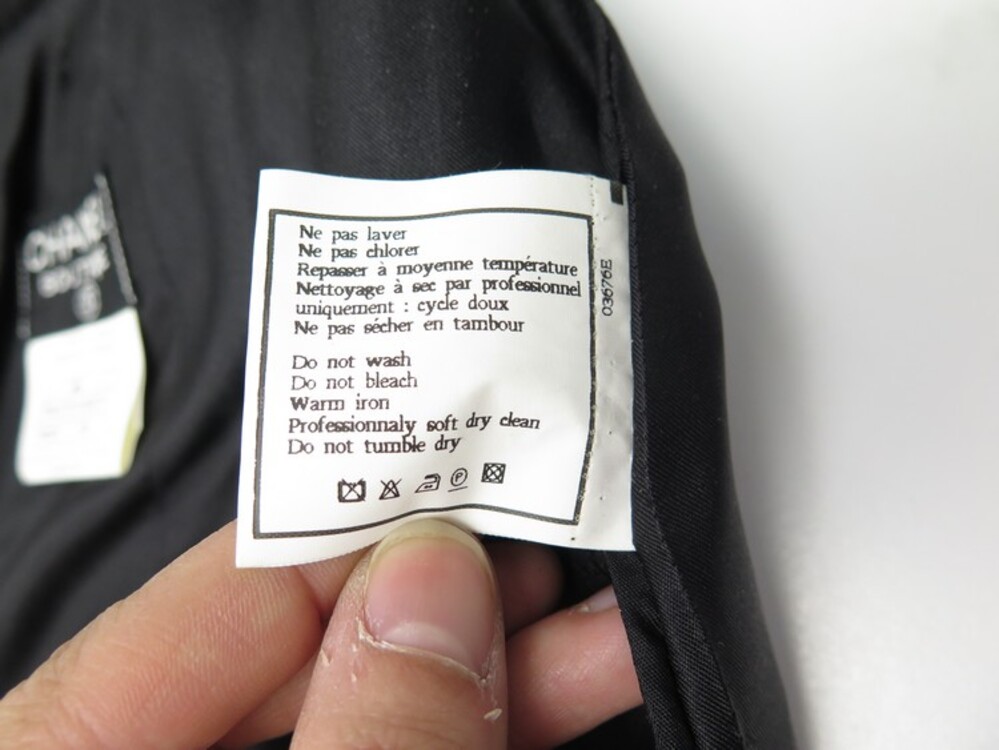 Ne pas laver
Ne pas chlorer
Repasser à moyenne température
Nettoyage à sec par professionnel
uniquement : cycle doux
Ne pas sécher en tambour
Do not wash
Do not bleach
Warm iron
Professionnaly soft dry clean
Do not tumble dry
P
03676E